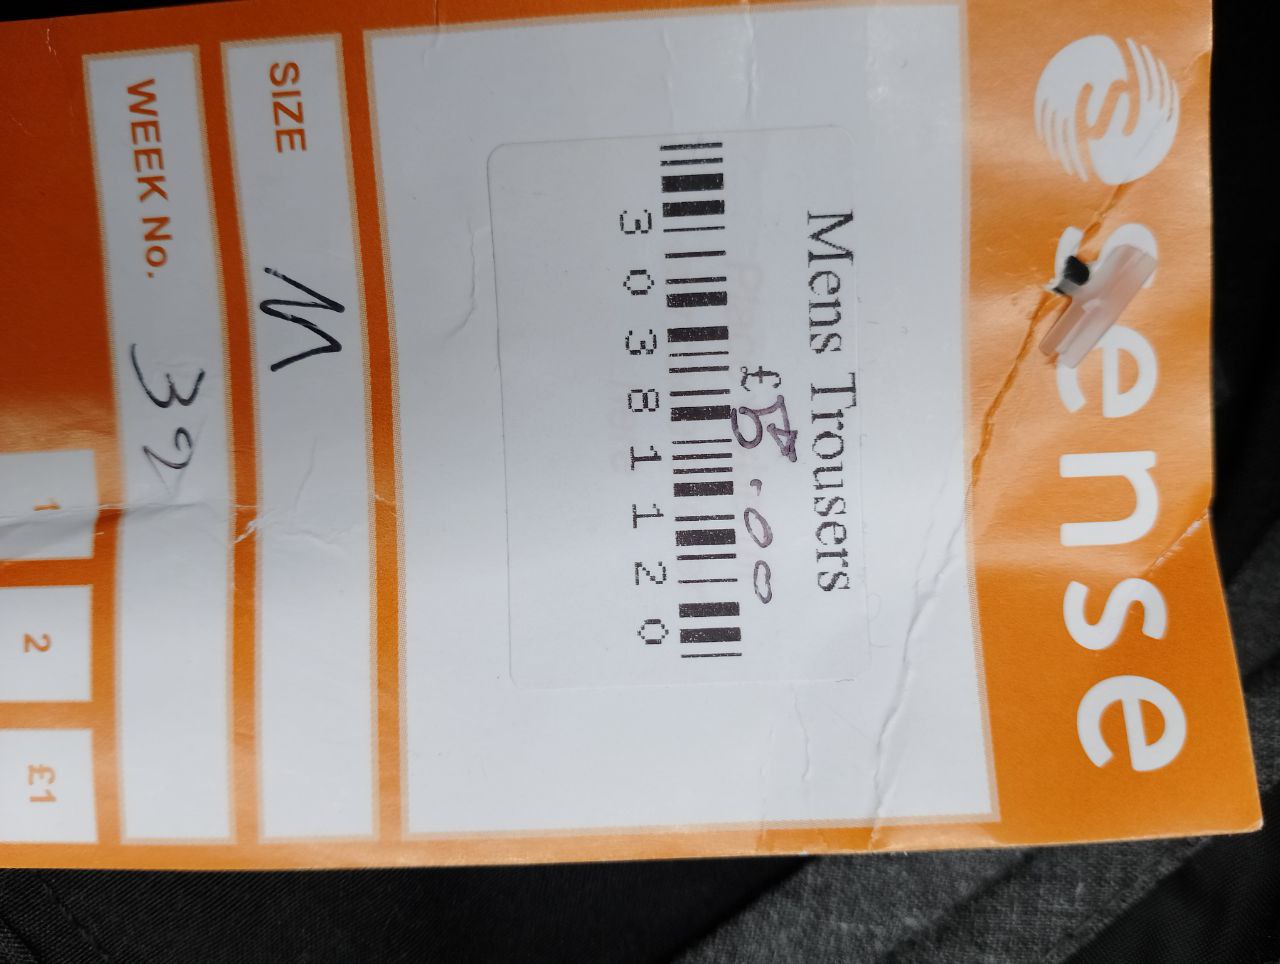 sense
Mens Trousers
£5.00
3 0 3 8 1 1 2 0
SIZE M
WEEK No. 39
1 2 £1